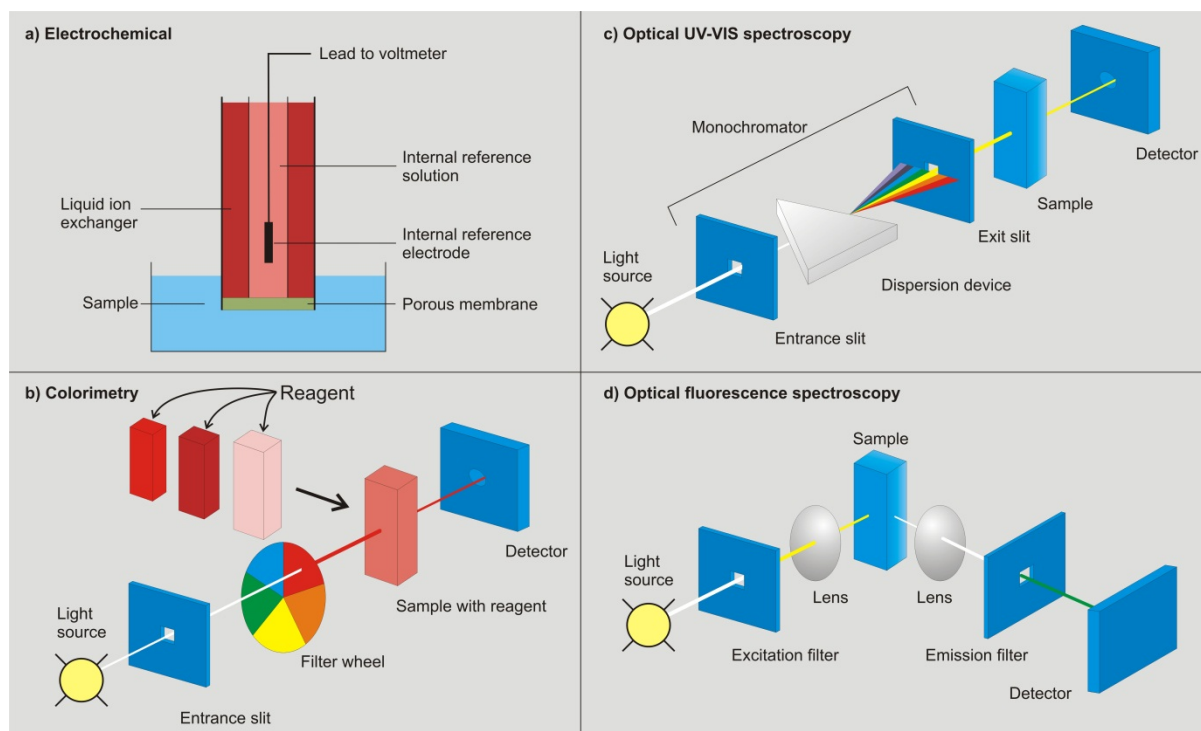 a) Electrochemical
Lead to voltmeter
Internal reference
solution
Liquid ion
exchanger
Internal reference
electrode
Sample
Porous membrane
b) Colorimetry
Reagent
Detector
Sample with reagent
Light
source
Filter wheel
Entrance slit
c) Optical UV-VIS spectroscopy
Monochromator
Detector
Sample
Exit slit
Light
source
Dispersion device
Entrance slit
d) Optical fluorescence spectroscopy
Sample
Light
source
Lens
Lens
Excitation filter
Emission filter
Detector